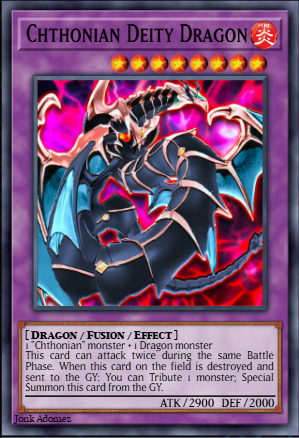 CHTHONIAN DEITY DRAGON
FIRE
炎
[ DRAGON / FUSION / EFFECT ]
1 "Chthonian" monster + 1 Dragon monster
This card can attack twice during the same Battle
Phase. When this card on the field is destroyed and
sent to the GY: You can Tribute 1 monster; Special
Summon this card from the GY.
ATK/2900 DEF/2000
Jonk Adomez